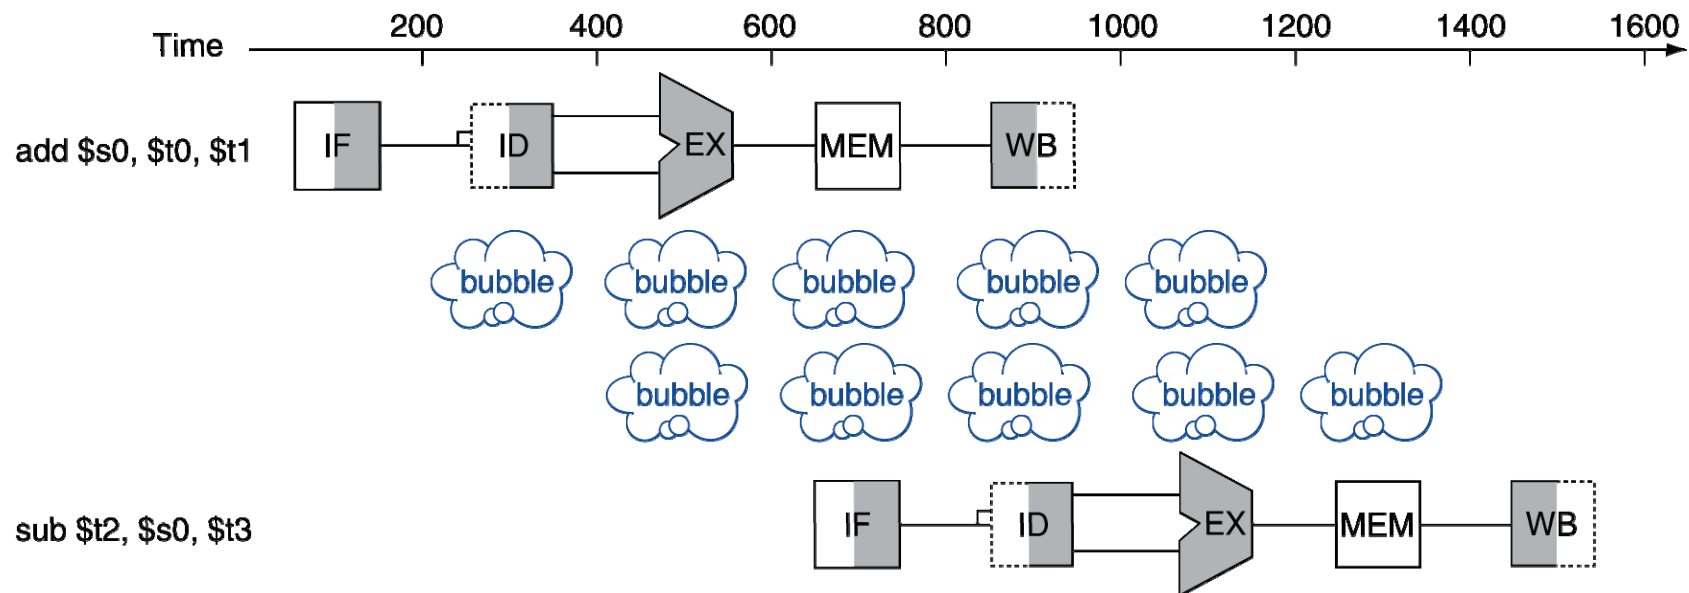 200 400 600 800 1000 1200 1400 1600
Time
add $s0, $t0, $t1 IF ID EX MEM WB
bubble bubble bubble bubble bubble
bubble bubble bubble bubble bubble
sub $t2, $s0, $t3 IF ID EX MEM WB